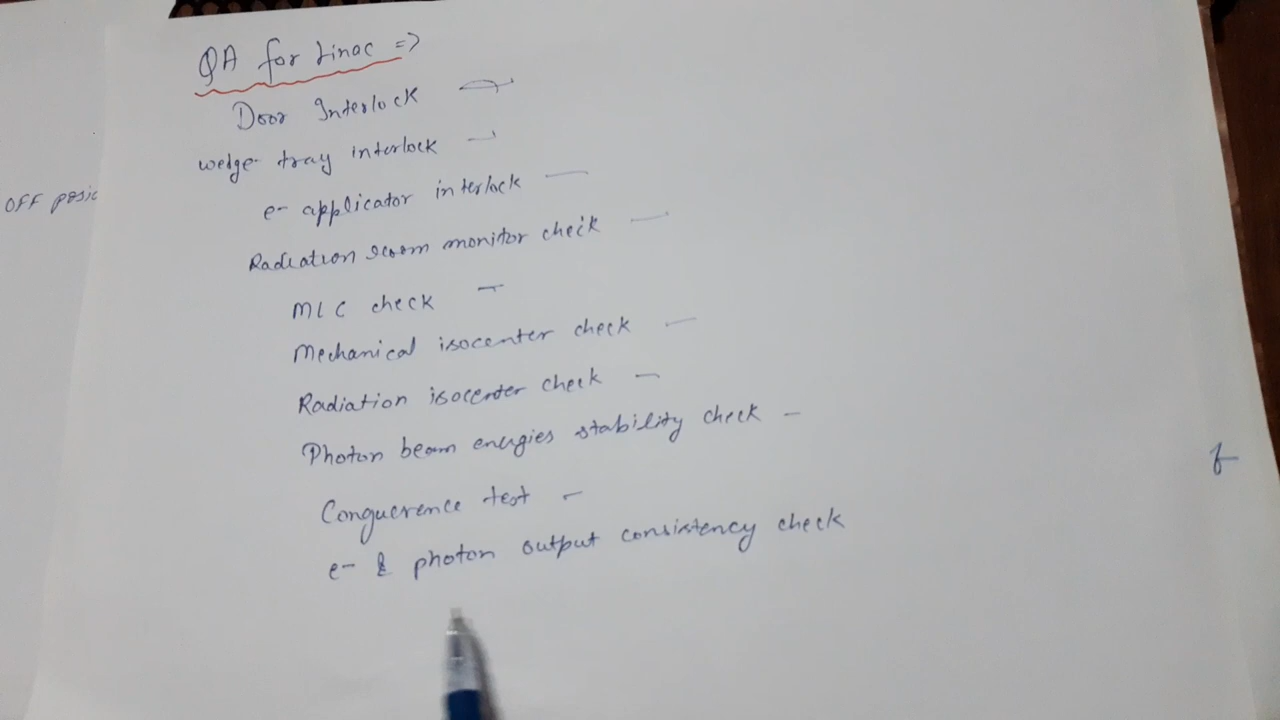 QA for Linac =>
Door Interlock
wedge tray interlock
OFF posic
e- applicator interlock
Radiation room monitor check
MLC check
Mechanical isocenter check
Radiation isocenter check
Photon beam energies stability check
Conguerence test
e- & photon output consistency check